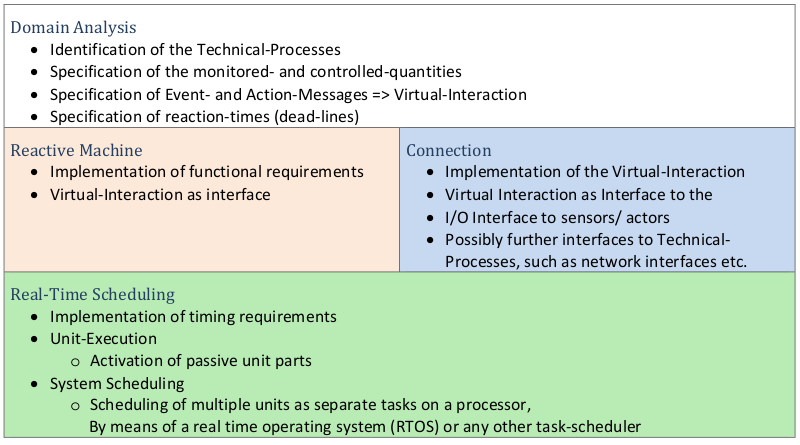 Domain Analysis
• Identification of the Technical-Processes
• Specification of the monitored- and controlled-quantities
• Specification of Event- and Action-Messages => Virtual-Interaction
• Specification of reaction-times (dead-lines)
Reactive Machine
• Implementation of functional requirements
• Virtual-Interaction as interface
Connection
• Implementation of the Virtual-Interaction
• Virtual Interaction as Interface to the
• I/O Interface to sensors/ actors
• Possibly further interfaces to Technical-
Processes, such as network interfaces etc.
Real-Time Scheduling
• Implementation of timing requirements
• Unit-Execution
o Activation of passive unit parts
• System Scheduling
o Scheduling of multiple units as separate tasks on a processor,
By means of a real time operating system (RTOS) or any other task-scheduler